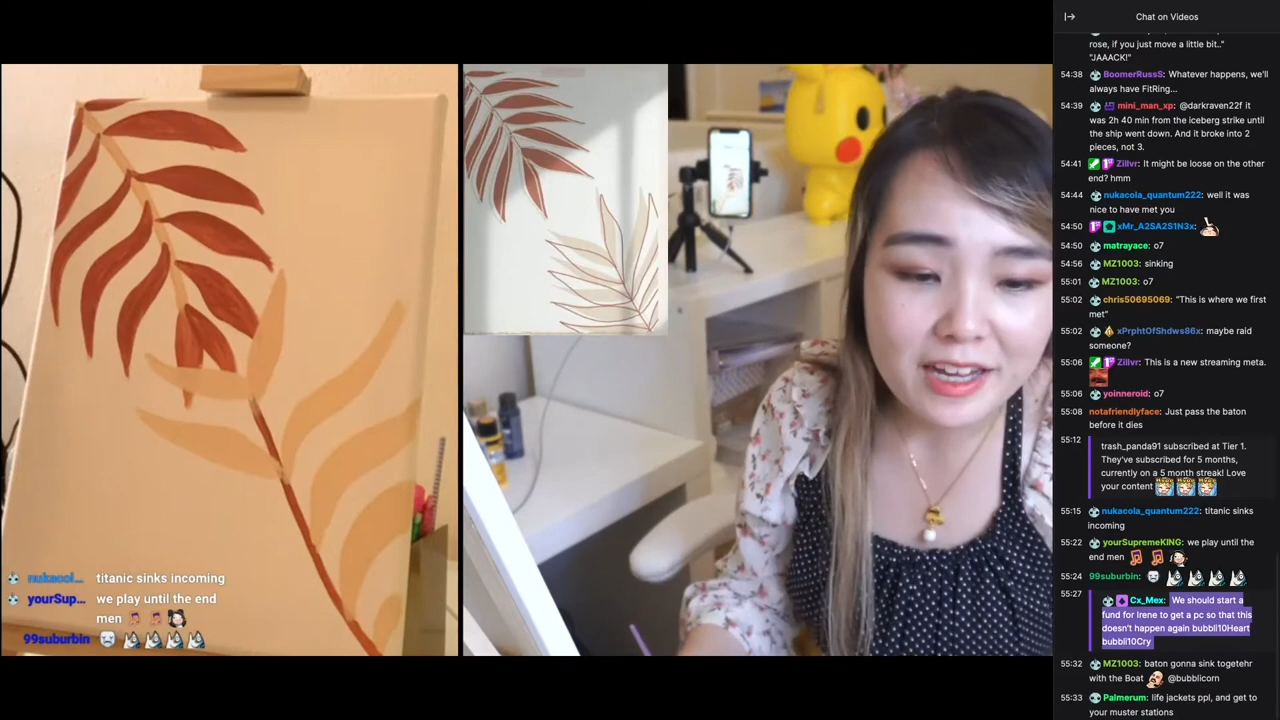 Chat on Videos
rose, if you just move a little bit.."
"JAAACK!"
54:38 BoomerRussS: Whatever happens, we'll
always have FitRing...
54:39 mini_man_xp: @darkraven22f it
was 2h 40 min from the iceberg strike until
the ship went down. And it broke into 2
pieces, not 3.
54:41 Zillvr: It might be loose on the other
end? hmm
54:44 nukacola_quantum222: well it was
nice to have met you
54:50 xMr_A2SA2S1N3x:
54:50 matrayace: o7
54:56 MZ1003: sinking
55:01 MZ1003: o7
55:02 chris50695069: "This is where we first
met"
55:02 xPrphtOfShdws86x: maybe raid
someone?
55:06 Zillvr: This is a new streaming meta.
55:06 yoinneroid: o7
55:08 notafriendlyface: Just pass the baton
before it dies
55:12 trash_panda91 subscribed at Tier 1.
They've subscribed for 5 months,
currently on a 5 month streak! Love
your content
55:15 nukacola_quantum222: titanic sinks
incoming
55:22 yourSupremeKING: we play until the
end men
55:24 99suburbin:
55:27 Cx_Mex: We should start a
fund for Irene to get a pc so that this
doesn't happen again bubbli10Heart
bubbli10Cry
55:32 MZ1003: baton gonna sink togetehr
with the Boat @bubblicorn
55:33 Palmerum: life jackets ppl, and get to
your muster stations
nukacol... titanic sinks incoming
yourSup... we play until the end
men
99suburbin